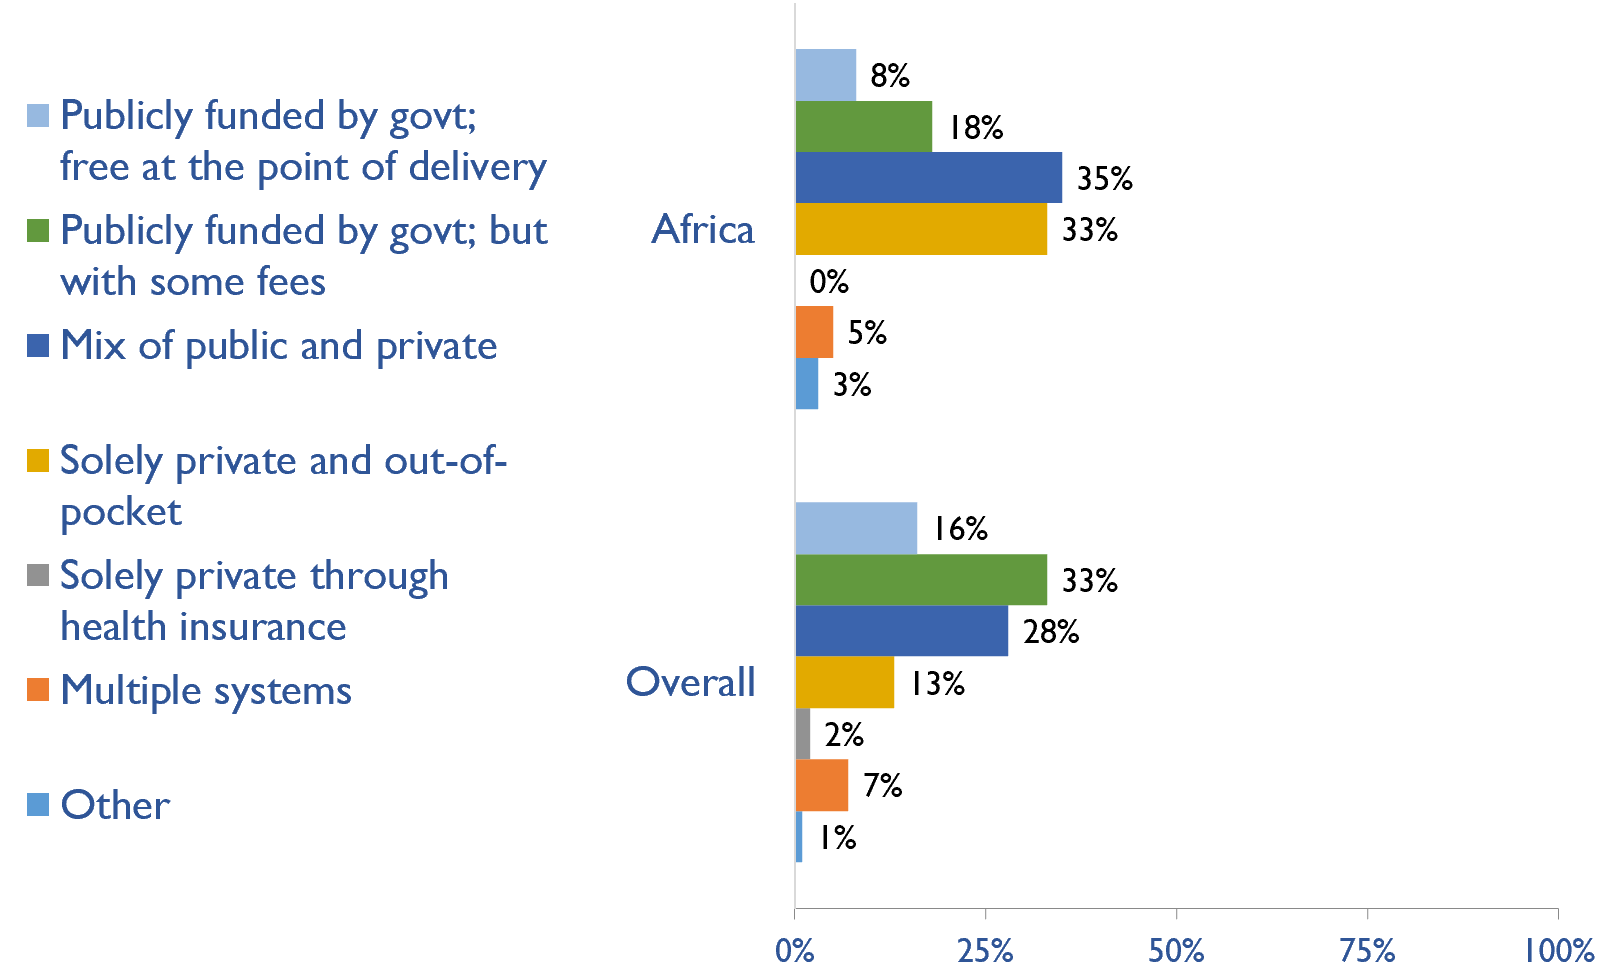 Publicly funded by govt;
free at the point of delivery
Publicly funded by govt; but
with some fees
Mix of public and private
Solely private and out-of-
pocket
Solely private through
health insurance
Multiple systems
Other
Africa
8%
18%
35%
33%
0%
5%
3%
Overall
16%
33%
28%
13%
2%
7%
1%
0%
25%
50%
75%
100%